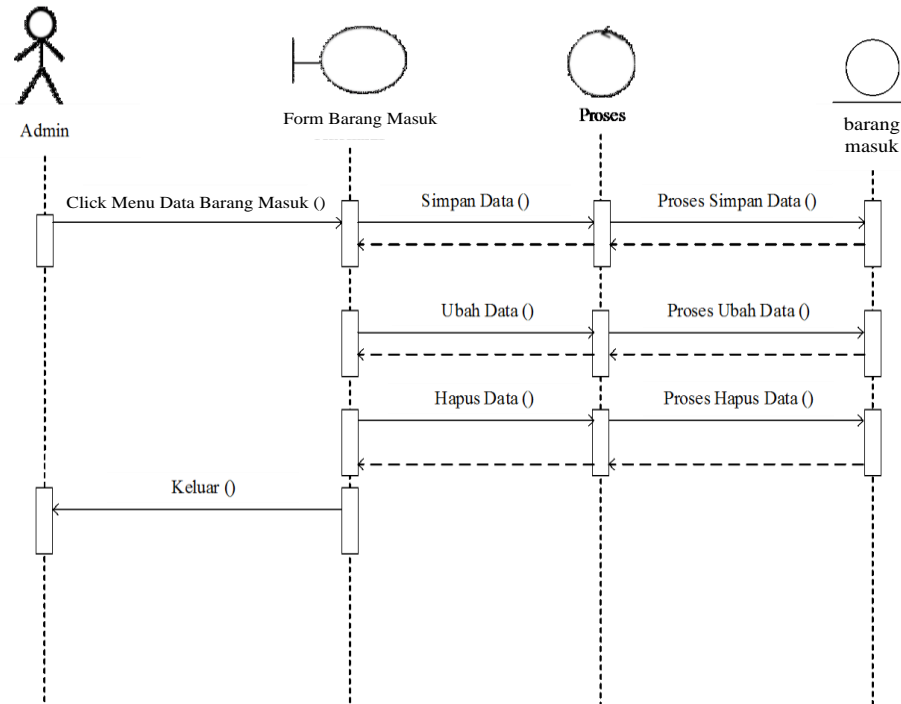 Admin
Form Barang Masuk
Proses
barang
masuk
Click Menu Data Barang Masuk ()
Simpan Data ()
Proses Simpan Data ()
Ubah Data ()
Proses Ubah Data ()
Hapus Data ()
Proses Hapus Data ()
Keluar ()